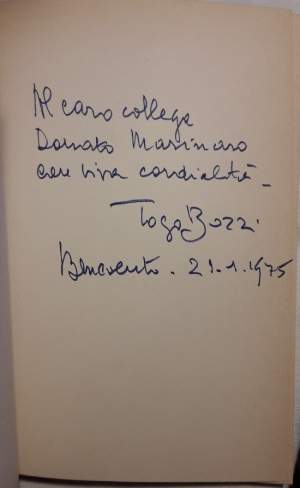 Al caro collega
Donato Marinaro
con viva cordialità
Togo Bozzi
Benevento. 21.1.1975